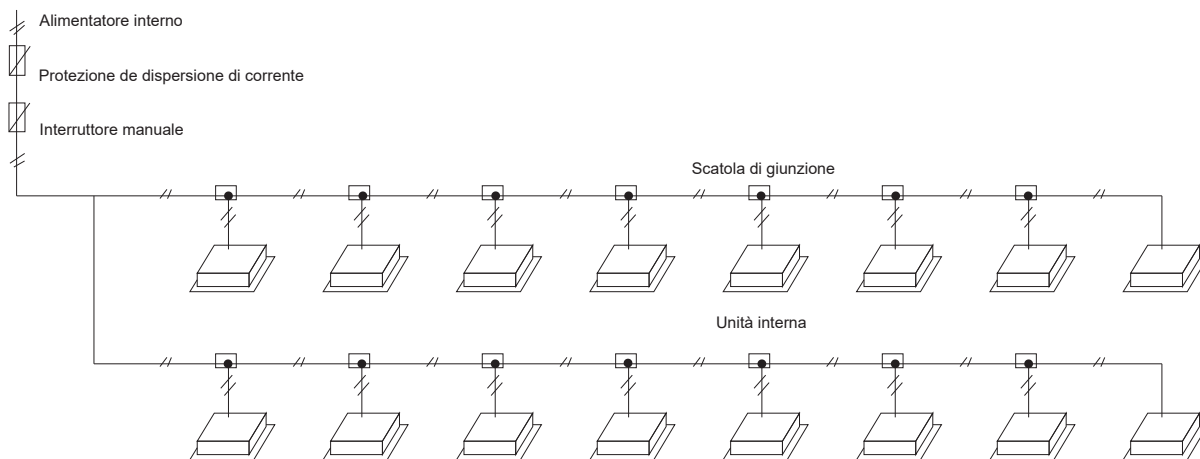 Alimentatore interno
Protezione de dispersione di corrente
Interruttore manuale
Scatola di giunzione
Unità interna